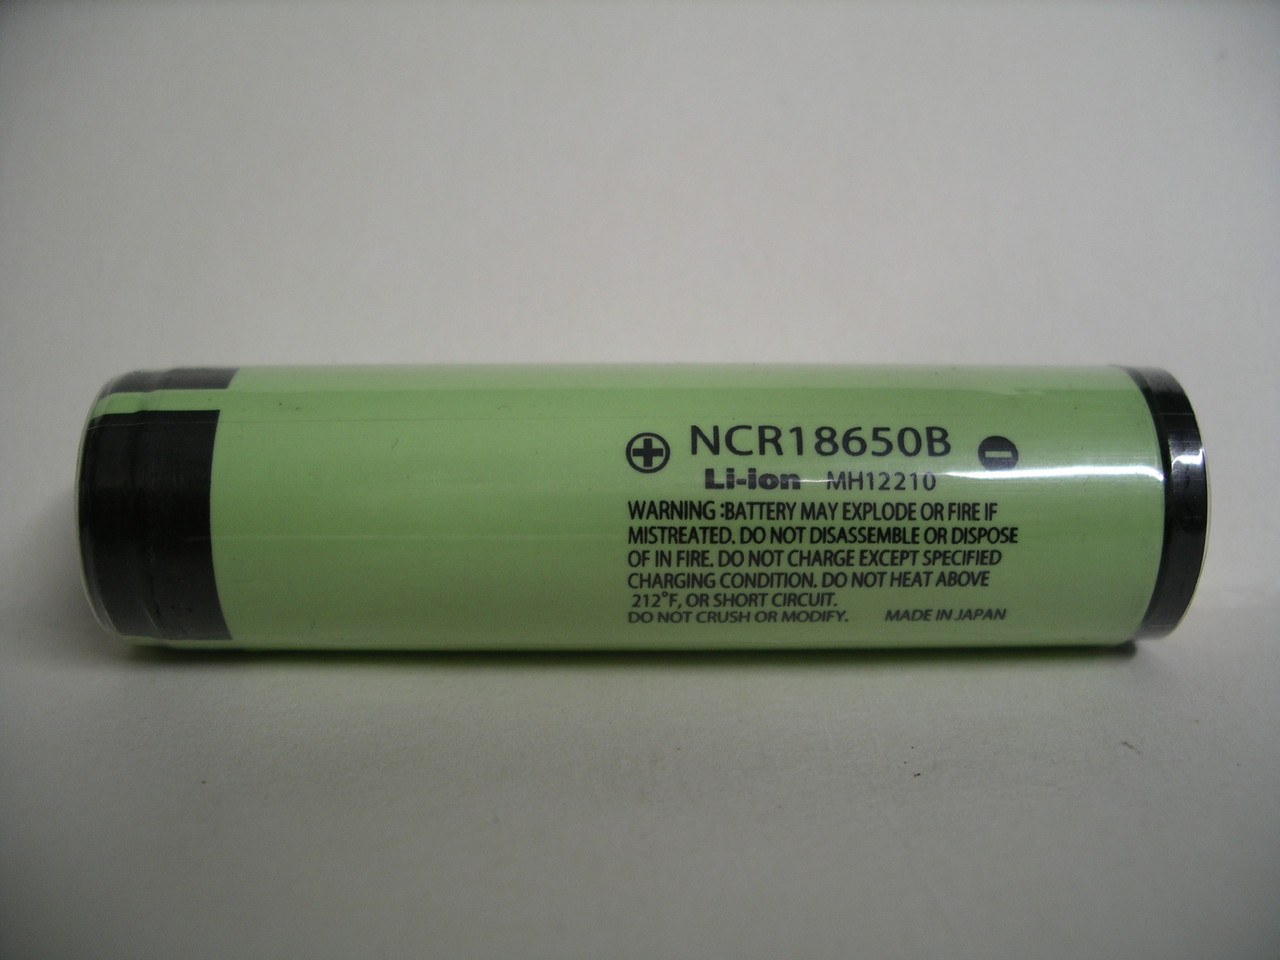 + NCR18650B -
Li-ion MH12210
WARNING :BATTERY MAY EXPLODE OR FIRE IF
MISTREATED. DO NOT DISASSEMBLE OR DISPOSE
OF IN FIRE. DO NOT CHARGE EXCEPT SPECIFIED
CHARGING CONDITION. DO NOT HEAT ABOVE
212°F, OR SHORT CIRCUIT.
DO NOT CRUSH OR MODIFY. MADE IN JAPAN